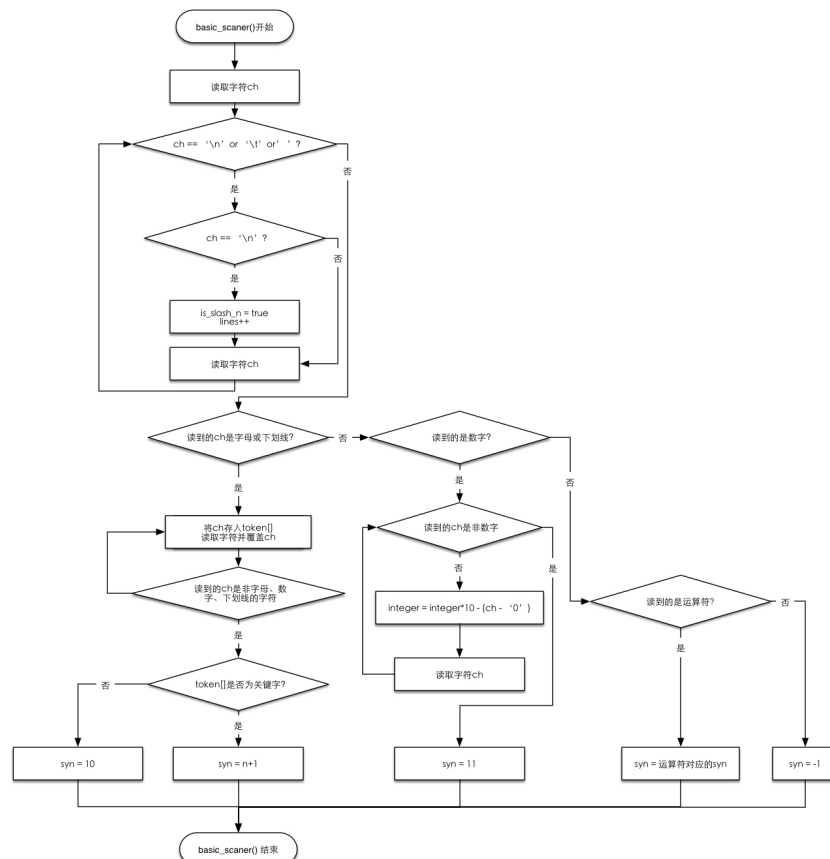 basic_scaner()开始
读取字符ch
ch == ‘\n’ or ‘\t’ or’ ’ ?
否
是
ch == ‘\n’ ?
否
是
is_slash_n = true
lines++
读取字符ch
读到的ch是字母或下划线?
否
读到的是数字?
是
是
否
将ch存入token[]
读取字符并覆盖ch
读到的ch是非数字
否
是
读到的ch是非字母、数
字、下划线的字符
是
integer = integer*10 - (ch - ‘0’ )
读到的是运算符?
否
是
读取字符ch
token[]是否为关键字?
否
是
syn = 10
syn = n+1
syn = 11
syn = 运算符对应的syn
syn = -1
basic_scaner() 结束